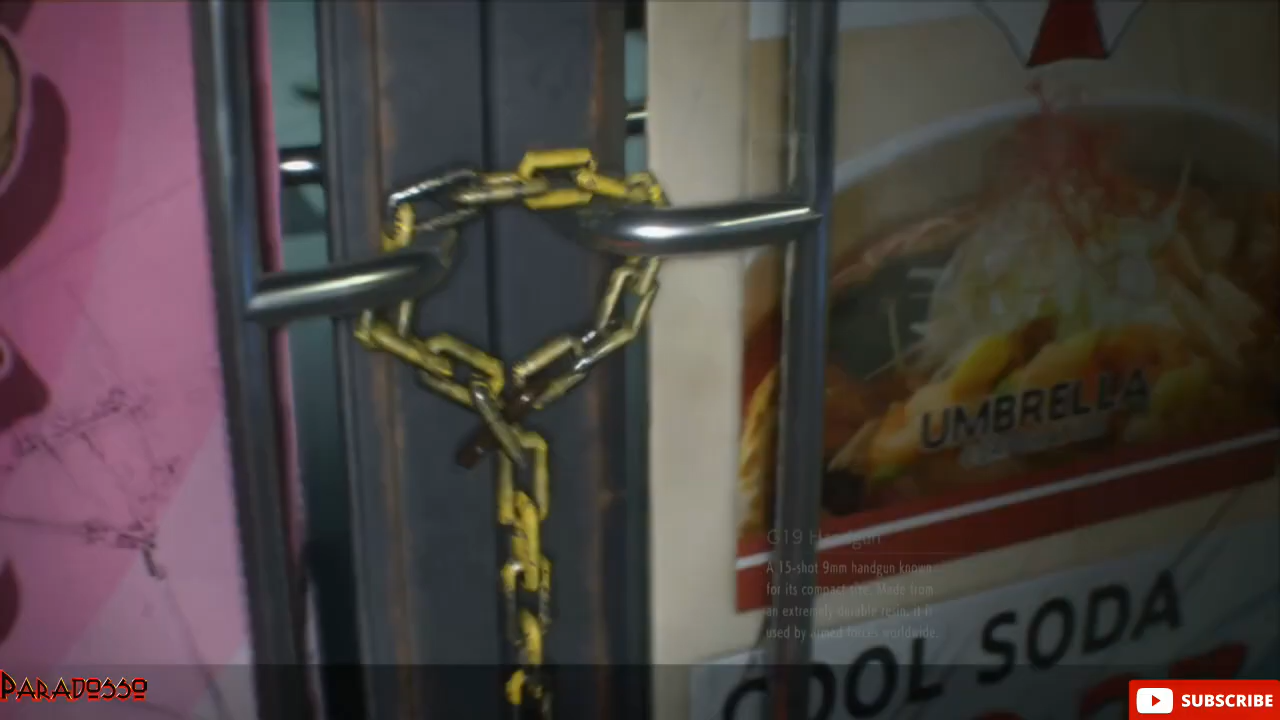 UMBRELLA
G19 Handgun
A 15-shot 9mm handgun known
for its compact size. Made from
an extremely durable resin, it is
used by armed forces worldwide.
COOL SODA
PARADOSSO
SUBSCRIBE